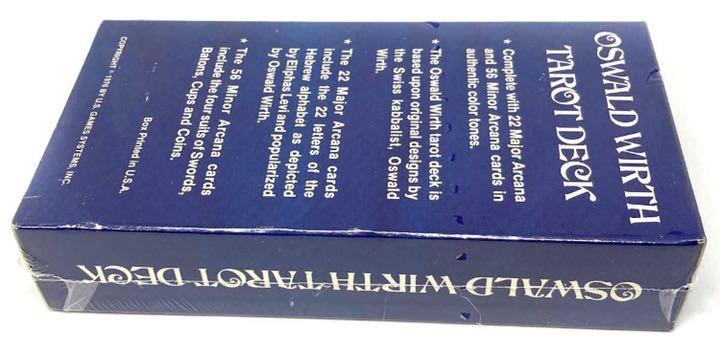 OSWALD WIRTH
TAROT DECK
★ Complete with 22 Major Arcana
and 56 Minor Arcana cards in
authentic color tones.
★ The Oswald Wirth tarot deck is
based upon original designs by
the Swiss kabbalist, Oswald
Wirth.
★ The 22 Major Arcana cards
include the 22 letters of the
Hebrew alphabet as depicted
by Eliphas Levi and popularized
by Oswald Wirth.
★ The 56 Minor Arcana cards
include the four suits of Swords,
Batons, Cups and Coins.
Box Printed in U.S.A.
COPYRIGHT © 1976 BY U.S. GAMES SYSTEMS, INC.
OSWALD WIRTH TAROT DECK